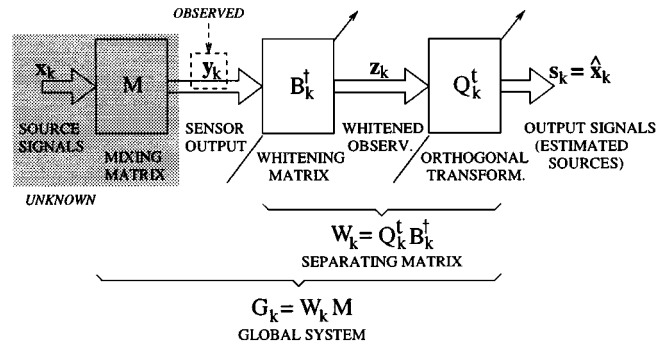 OBSERVED
x_k
M
y_k
B_k^†
z_k
Q_k^t
s_k = x̂_k
SOURCE
SIGNALS
MIXING
MATRIX
SENSOR
OUTPUT
WHITENING
MATRIX
WHITENED
OBSERV.
ORTHOGONAL
TRANSFORM.
OUTPUT SIGNALS
(ESTIMATED
SOURCES)
UNKNOWN
W_k = Q_k^t B_k^†
SEPARATING MATRIX
G_k = W_k M
GLOBAL SYSTEM